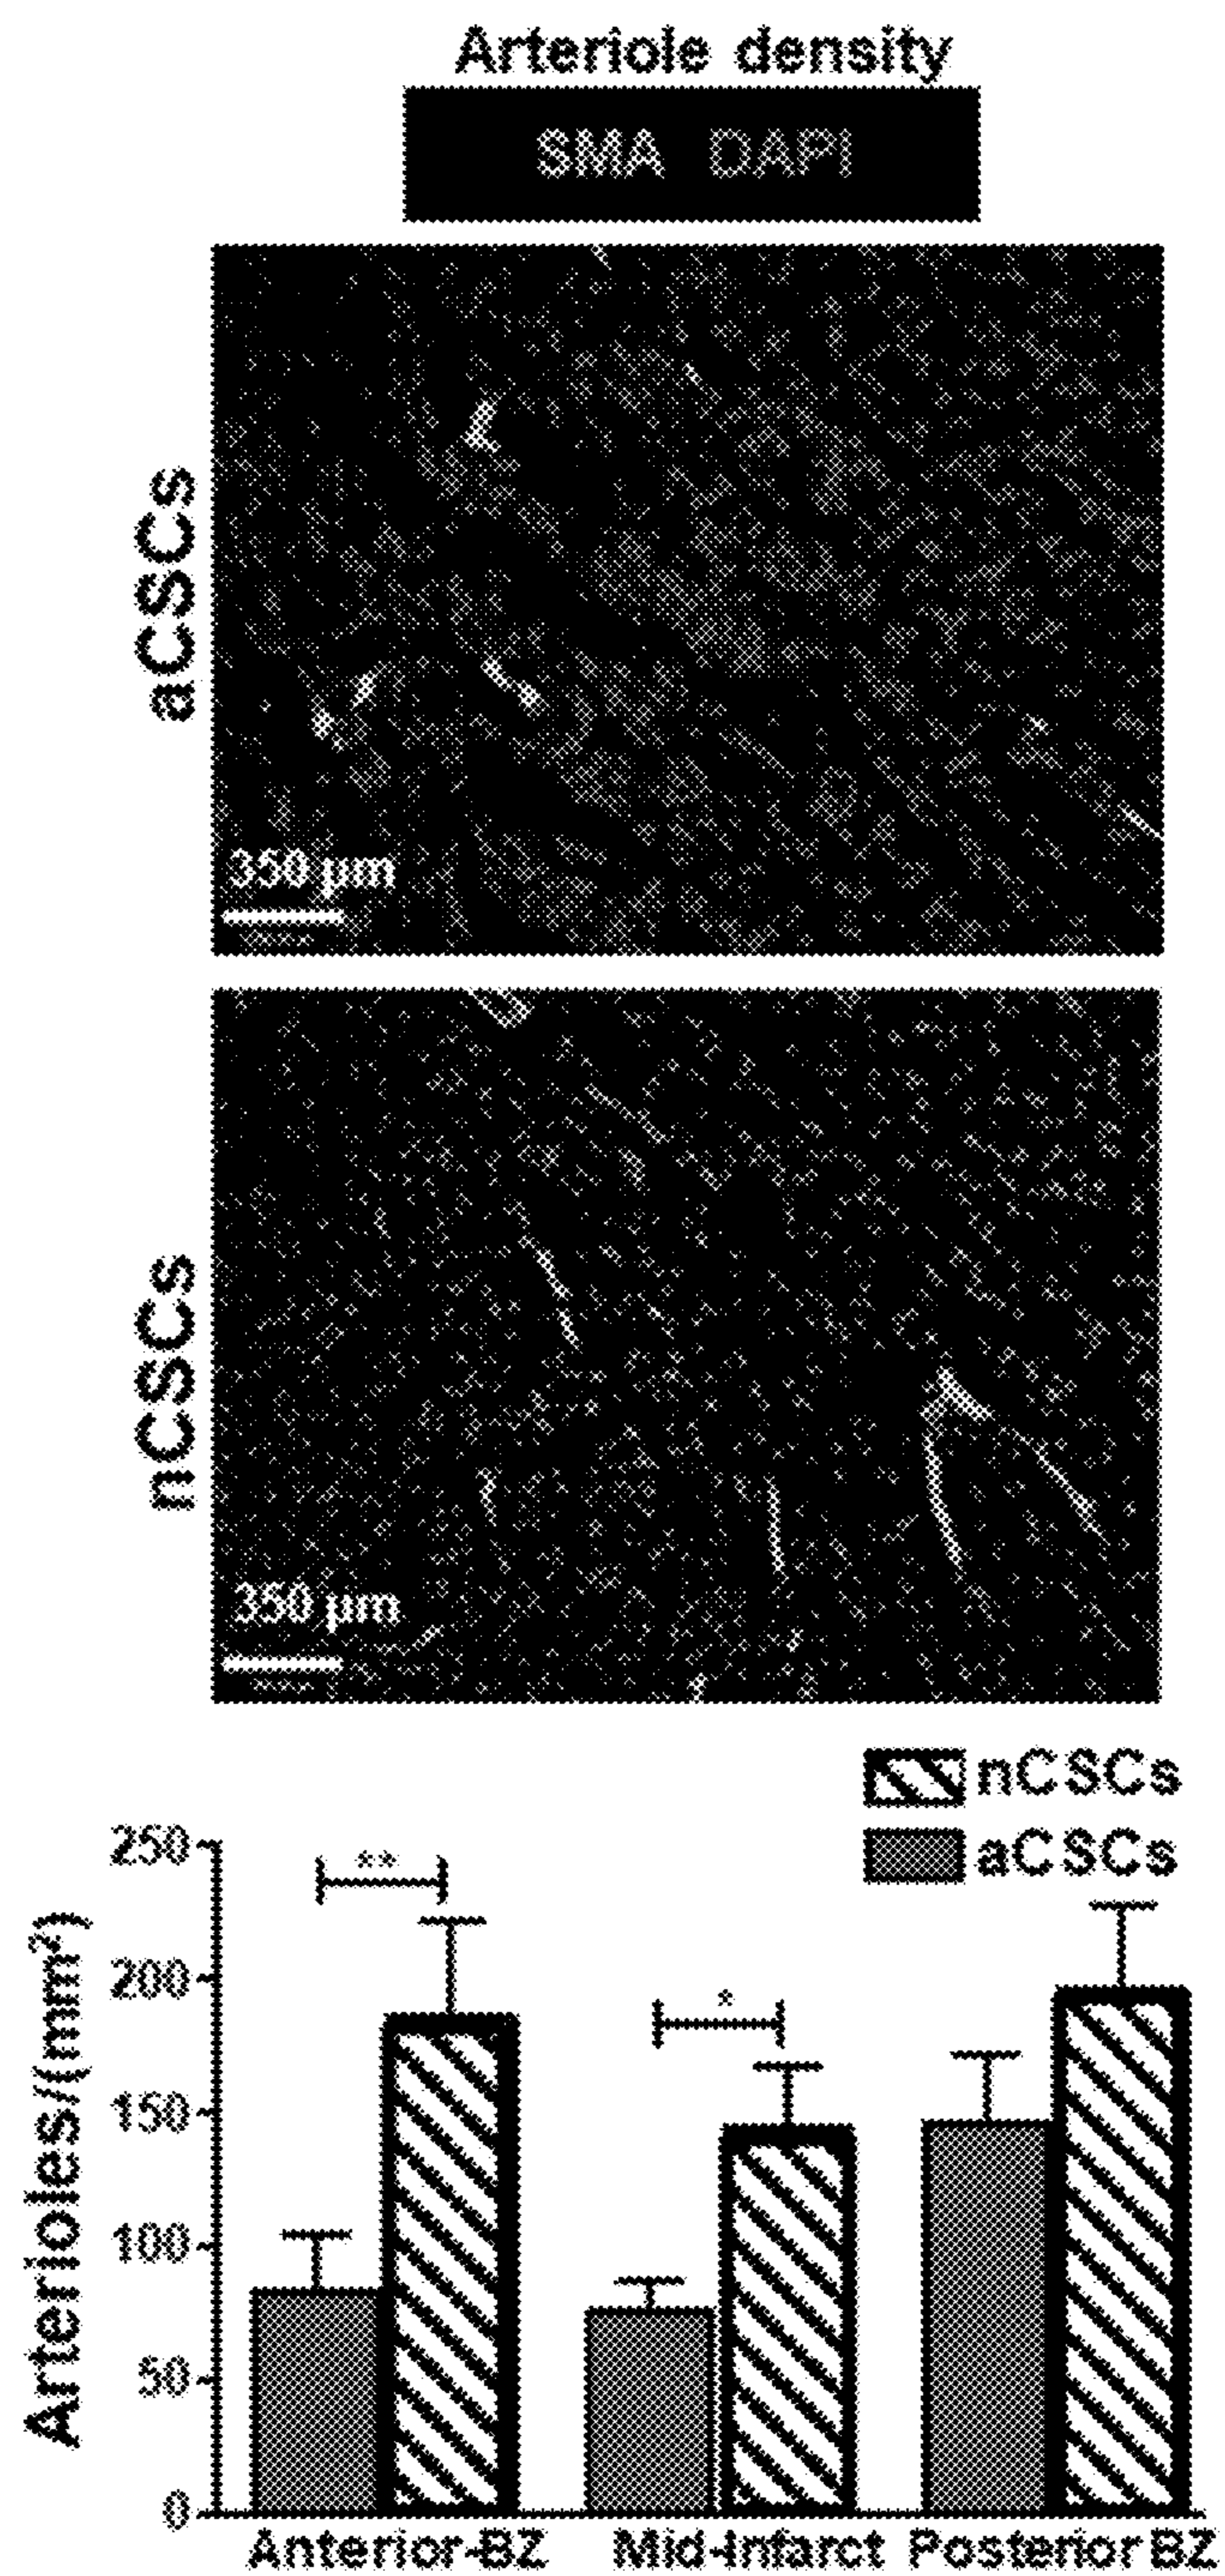 Arteriole density
SMA DAPI
aCSCs
350 µm
nCSCs
350 µm
nCSCs
aCSCs
Arterioles/(mm²)
250
200
150
100
50
0
**
*
Anterior-BZ Mid-Infarct Posterior BZ